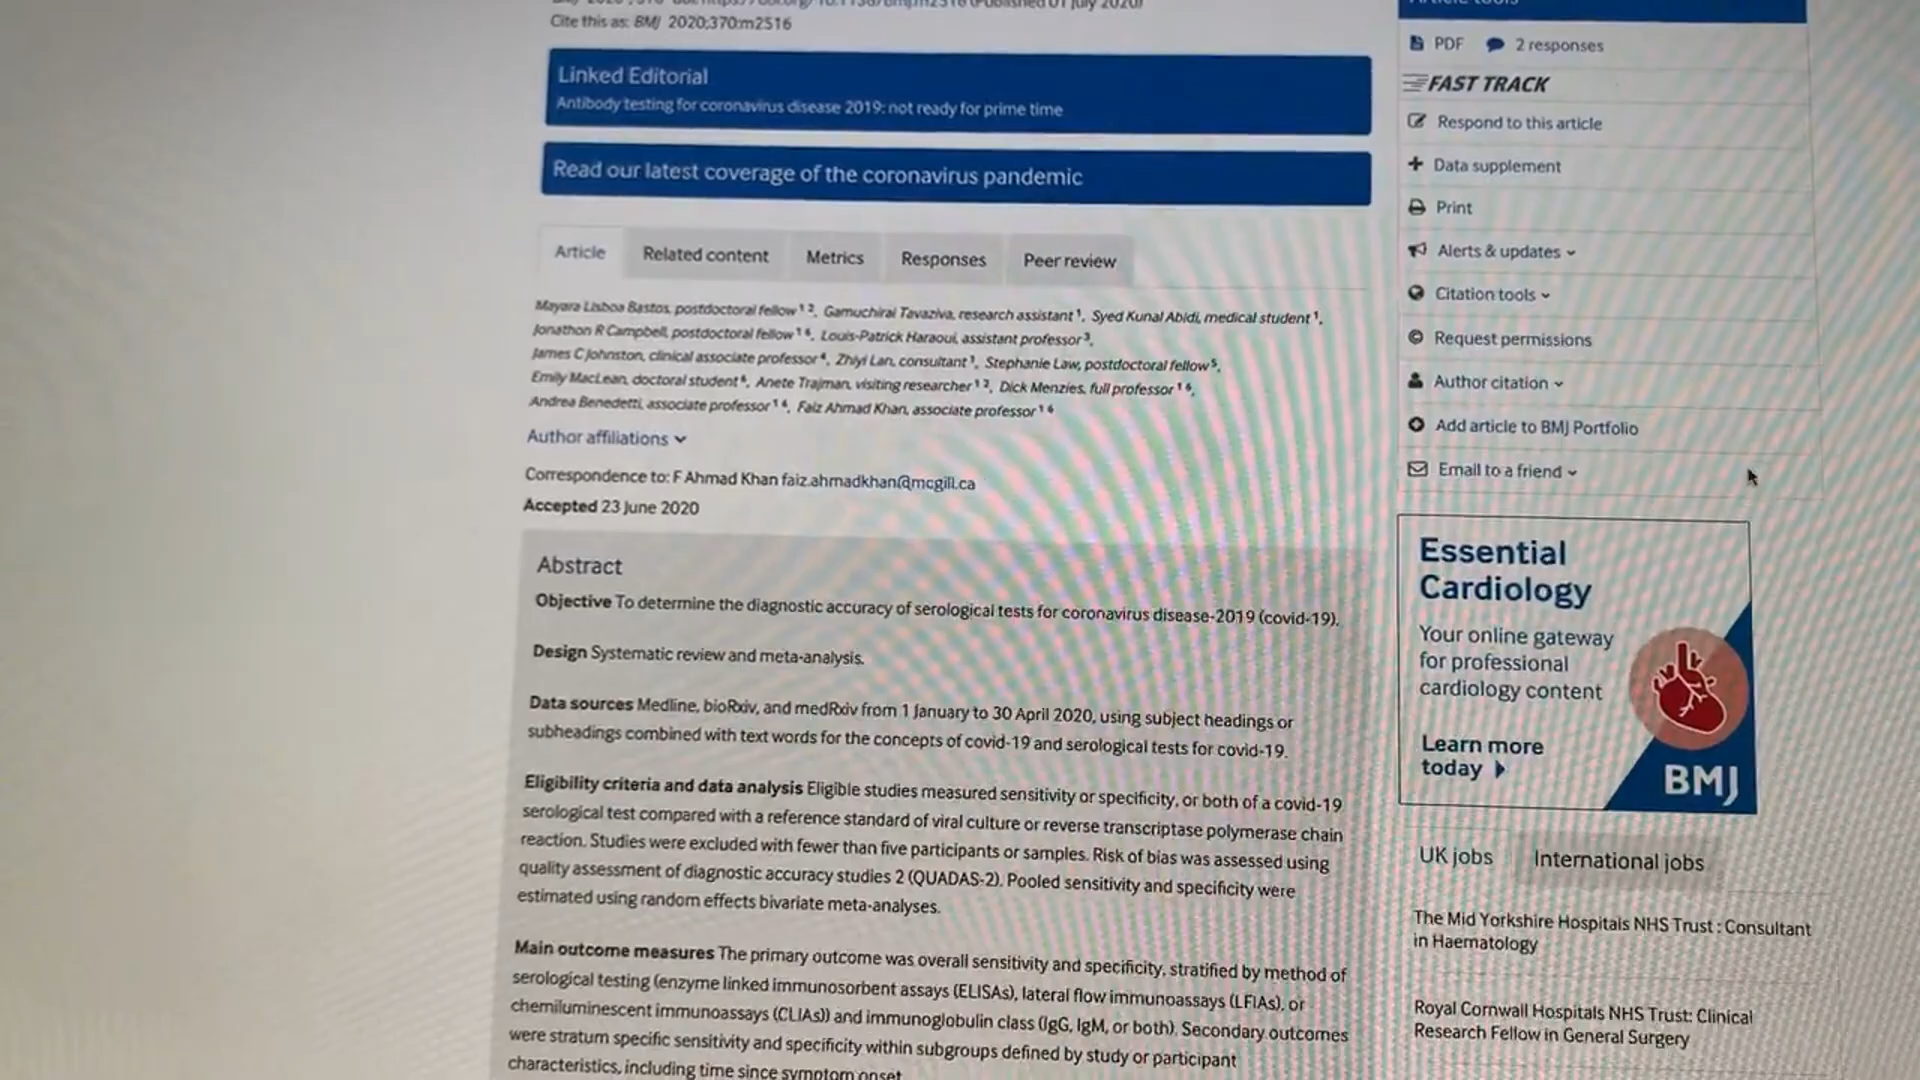 Cite this as: BMJ 2020;370:m2516
Linked Editorial
Antibody testing for coronavirus disease 2019: not ready for prime time
Read our latest coverage of the coronavirus pandemic
Article Related content Metrics Responses Peer review
Mayara Lisboa Bastos, postdoctoral fellow 1 2, Gamuchirai Tavaziva, research assistant 1, Syed Kunal Abidi, medical student 1,
Jonathon R Campbell, postdoctoral fellow 1 6, Louis-Patrick Haraoui, assistant professor 3,
James C Johnston, clinical associate professor 4, Zhiyi Lan, consultant 1, Stephanie Law, postdoctoral fellow 5,
Emily MacLean, doctoral student 6, Anete Trajman, visiting researcher 1 2, Dick Menzies, full professor 1 6,
Andrea Benedetti, associate professor 1 6, Faiz Ahmad Khan, associate professor 1 6
Author affiliations
Correspondence to: F Ahmad Khan faiz.ahmadkhan@mcgill.ca
Accepted 23 June 2020
Abstract
Objective To determine the diagnostic accuracy of serological tests for coronavirus disease-2019 (covid-19).
Design Systematic review and meta-analysis.
Data sources Medline, bioRxiv, and medRxiv from 1 January to 30 April 2020, using subject headings or
subheadings combined with text words for the concepts of covid-19 and serological tests for covid-19.
Eligibility criteria and data analysis Eligible studies measured sensitivity or specificity, or both of a covid-19
serological test compared with a reference standard of viral culture or reverse transcriptase polymerase chain
reaction. Studies were excluded with fewer than five participants or samples. Risk of bias was assessed using
quality assessment of diagnostic accuracy studies 2 (QUADAS-2). Pooled sensitivity and specificity were
estimated using random effects bivariate meta-analyses.
Main outcome measures The primary outcome was overall sensitivity and specificity, stratified by method of
serological testing (enzyme linked immunosorbent assays (ELISAs), lateral flow immunoassays (LFIAs), or
chemiluminescent immunoassays (CLIAs)) and immunoglobulin class (IgG, IgM, or both). Secondary outcomes
were stratum specific sensitivity and specificity within subgroups defined by study or participant
characteristics, including time since symptom onset.
Article tools
PDF 2 responses
FAST TRACK
Respond to this article
Data supplement
Print
Alerts & updates
Citation tools
Request permissions
Author citation
Add article to BMJ Portfolio
Email to a friend
Essential
Cardiology
Your online gateway
for professional
cardiology content
Learn more
today
BMJ
UK jobs International jobs
The Mid Yorkshire Hospitals NHS Trust : Consultant
in Haematology
Royal Cornwall Hospitals NHS Trust: Clinical
Research Fellow in General Surgery